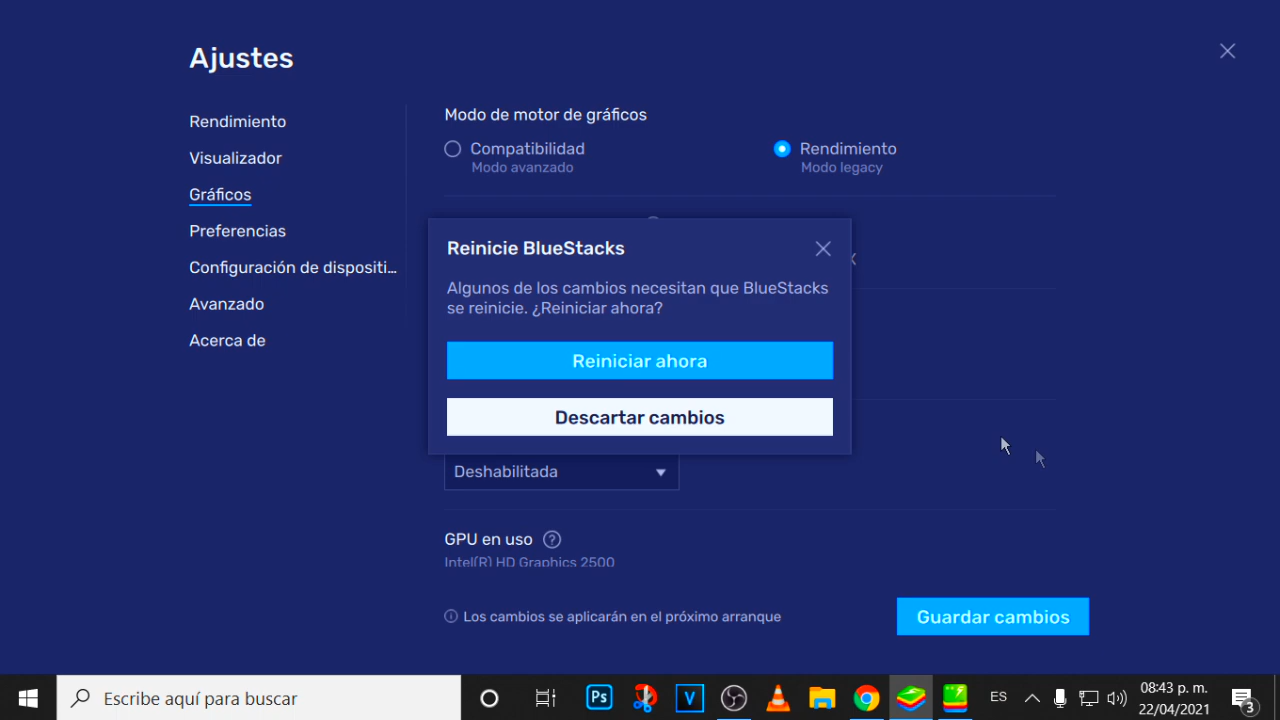 Ajustes
Rendimiento
Visualizador
Gráficos
Preferencias
Configuración de dispositi...
Avanzado
Acerca de
Modo de motor de gráficos
Compatibilidad
Modo avanzado
Rendimiento
Modo legacy
Reinicie BlueStacks
Algunos de los cambios necesitan que BlueStacks
se reinicie. ¿Reiniciar ahora?
Reiniciar ahora
Descartar cambios
Deshabilitada
GPU en uso ?
Intel(R) HD Graphics 2500
Los cambios se aplicarán en el próximo arranque
Guardar cambios
Escribe aquí para buscar
Ps
V
ES
08:43 p. m.
22/04/2021
3